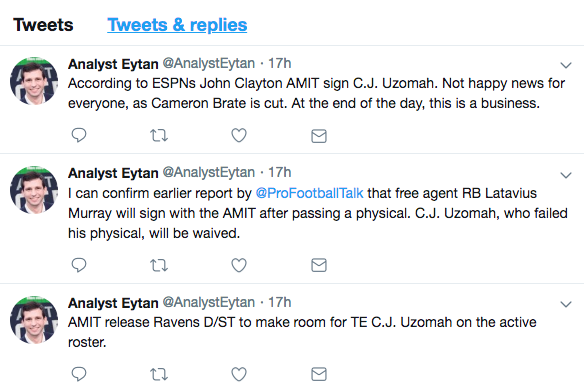 Tweets Tweets & replies
Analyst Eytan @AnalystEytan · 17h
According to ESPNs John Clayton AMIT sign C.J. Uzomah. Not happy news for
everyone, as Cameron Brate is cut. At the end of the day, this is a business.
Analyst Eytan @AnalystEytan · 17h
I can confirm earlier report by @ProFootballTalk that free agent RB Latavius
Murray will sign with the AMIT after passing a physical. C.J. Uzomah, who failed
his physical, will be waived.
Analyst Eytan @AnalystEytan · 17h
AMIT release Ravens D/ST to make room for TE C.J. Uzomah on the active
roster.